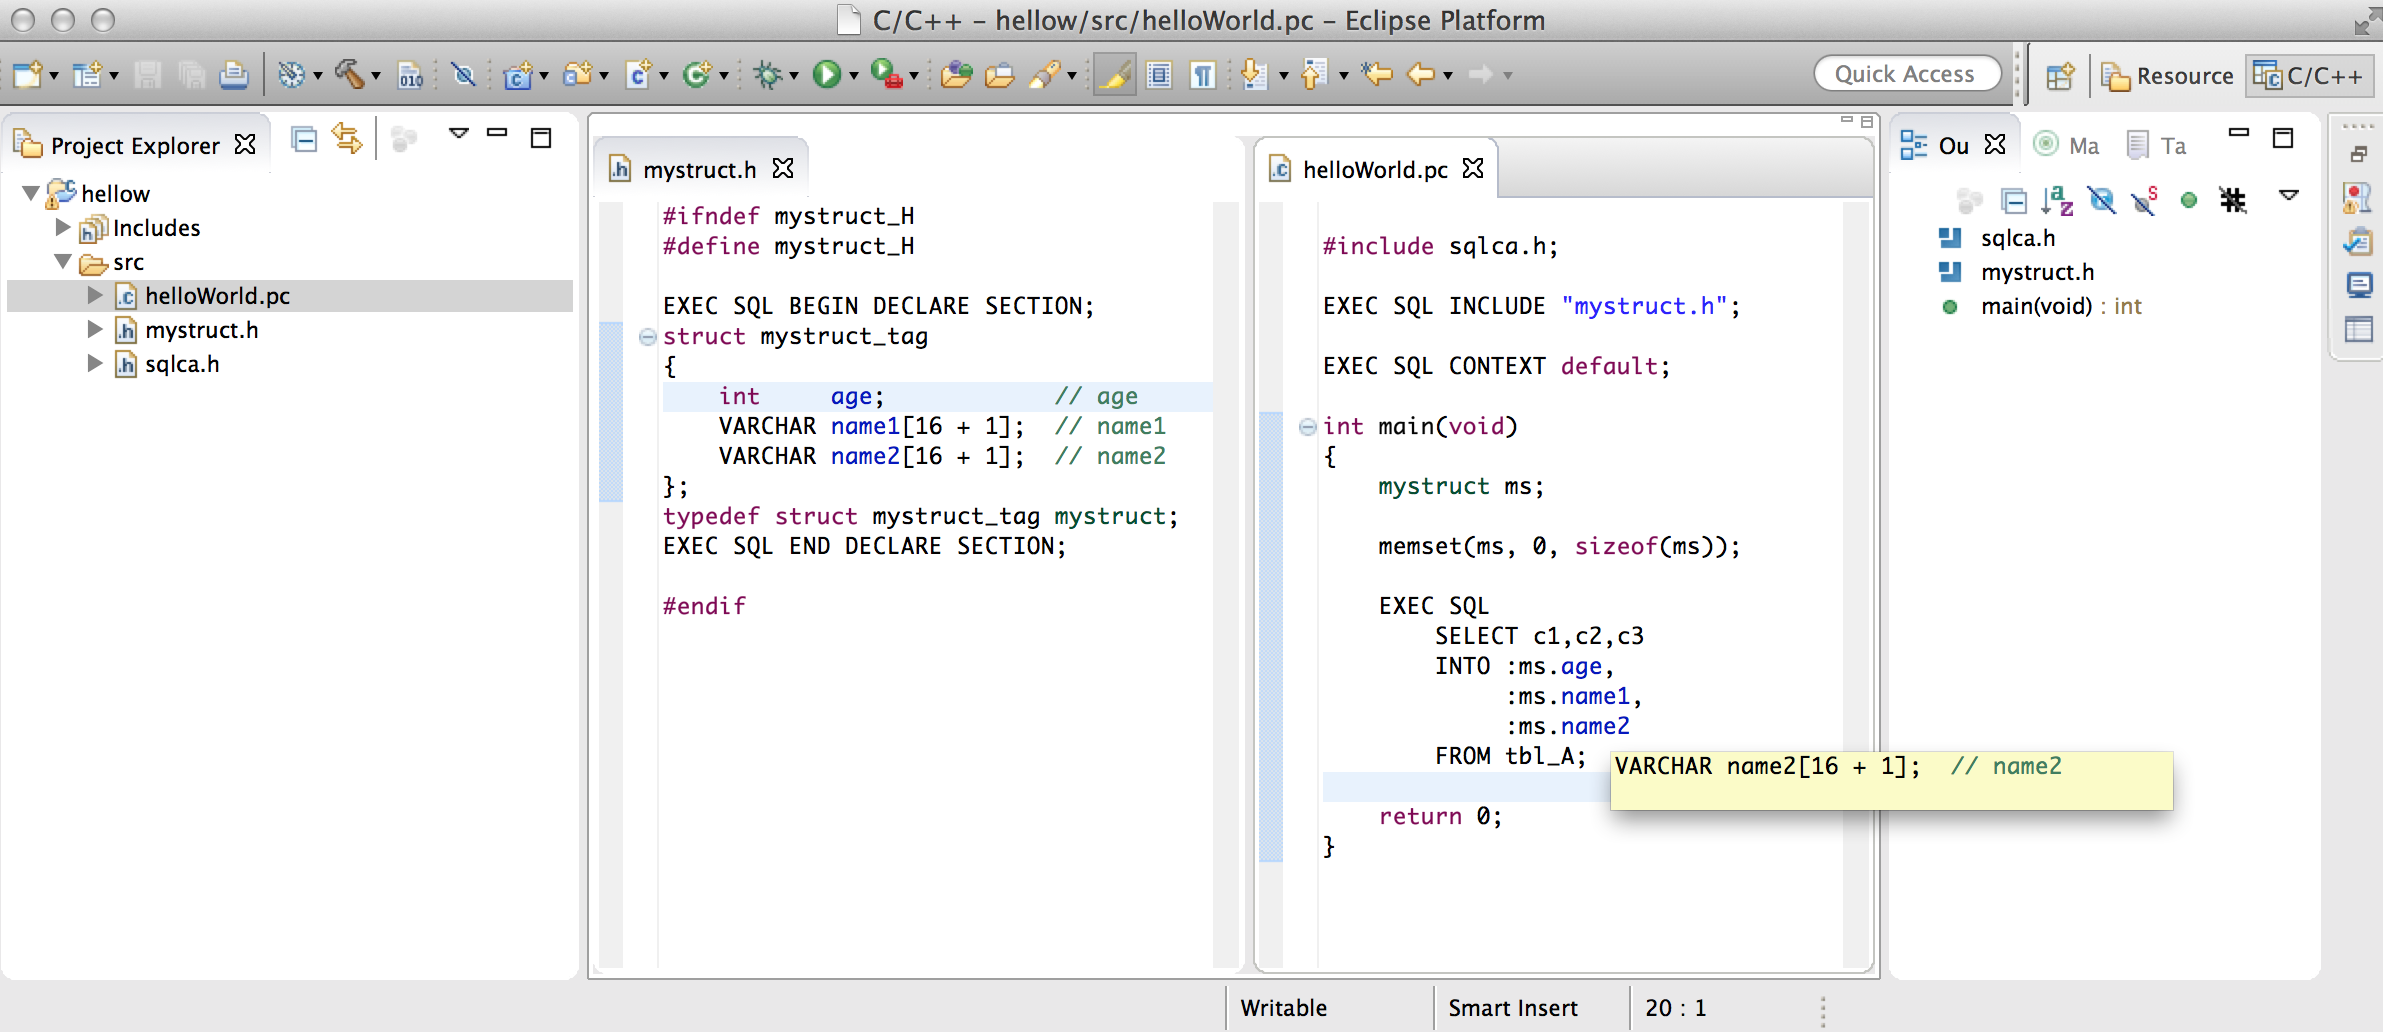 C/C++ – hellow/src/helloWorld.pc – Eclipse Platform
010
Quick Access
Resource
C/C++
Project Explorer
hellow
Includes
src
helloWorld.pc
mystruct.h
sqlca.h
mystruct.h
#ifndef mystruct_H
#define mystruct_H
EXEC SQL BEGIN DECLARE SECTION;
struct mystruct_tag
{
int age; // age
VARCHAR name1[16 + 1]; // name1
VARCHAR name2[16 + 1]; // name2
};
typedef struct mystruct_tag mystruct;
EXEC SQL END DECLARE SECTION;
#endif
helloWorld.pc
#include sqlca.h;
EXEC SQL INCLUDE "mystruct.h";
EXEC SQL CONTEXT default;
int main(void)
{
mystruct ms;
memset(ms, 0, sizeof(ms));
EXEC SQL
SELECT c1,c2,c3
INTO :ms.age,
:ms.name1,
:ms.name2
FROM tbl_A;
VARCHAR name2[16 + 1]; // name2
return 0;
}
Ou
Ma
Ta
sqlca.h
mystruct.h
main(void) : int
Writable
Smart Insert
20 : 1